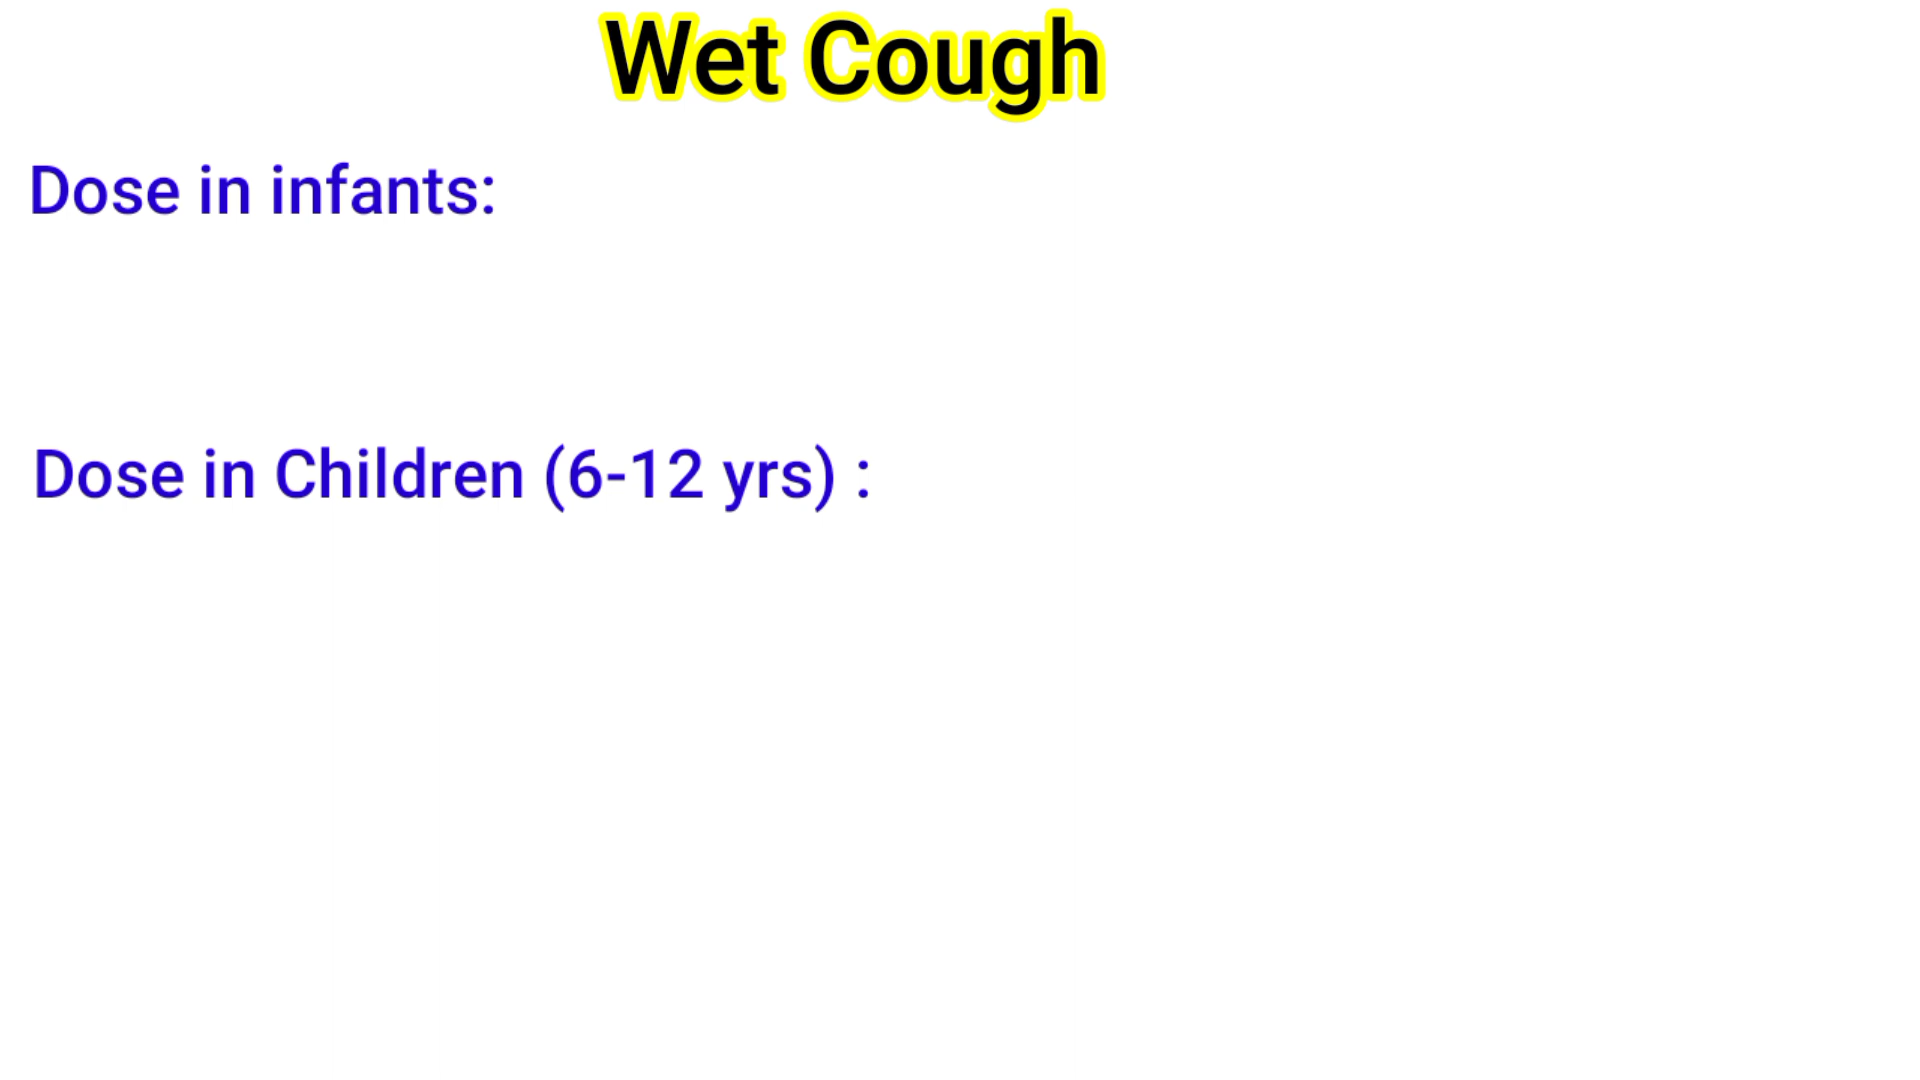 Wet Cough
Dose in infants:
Dose in Children (6-12 yrs) :